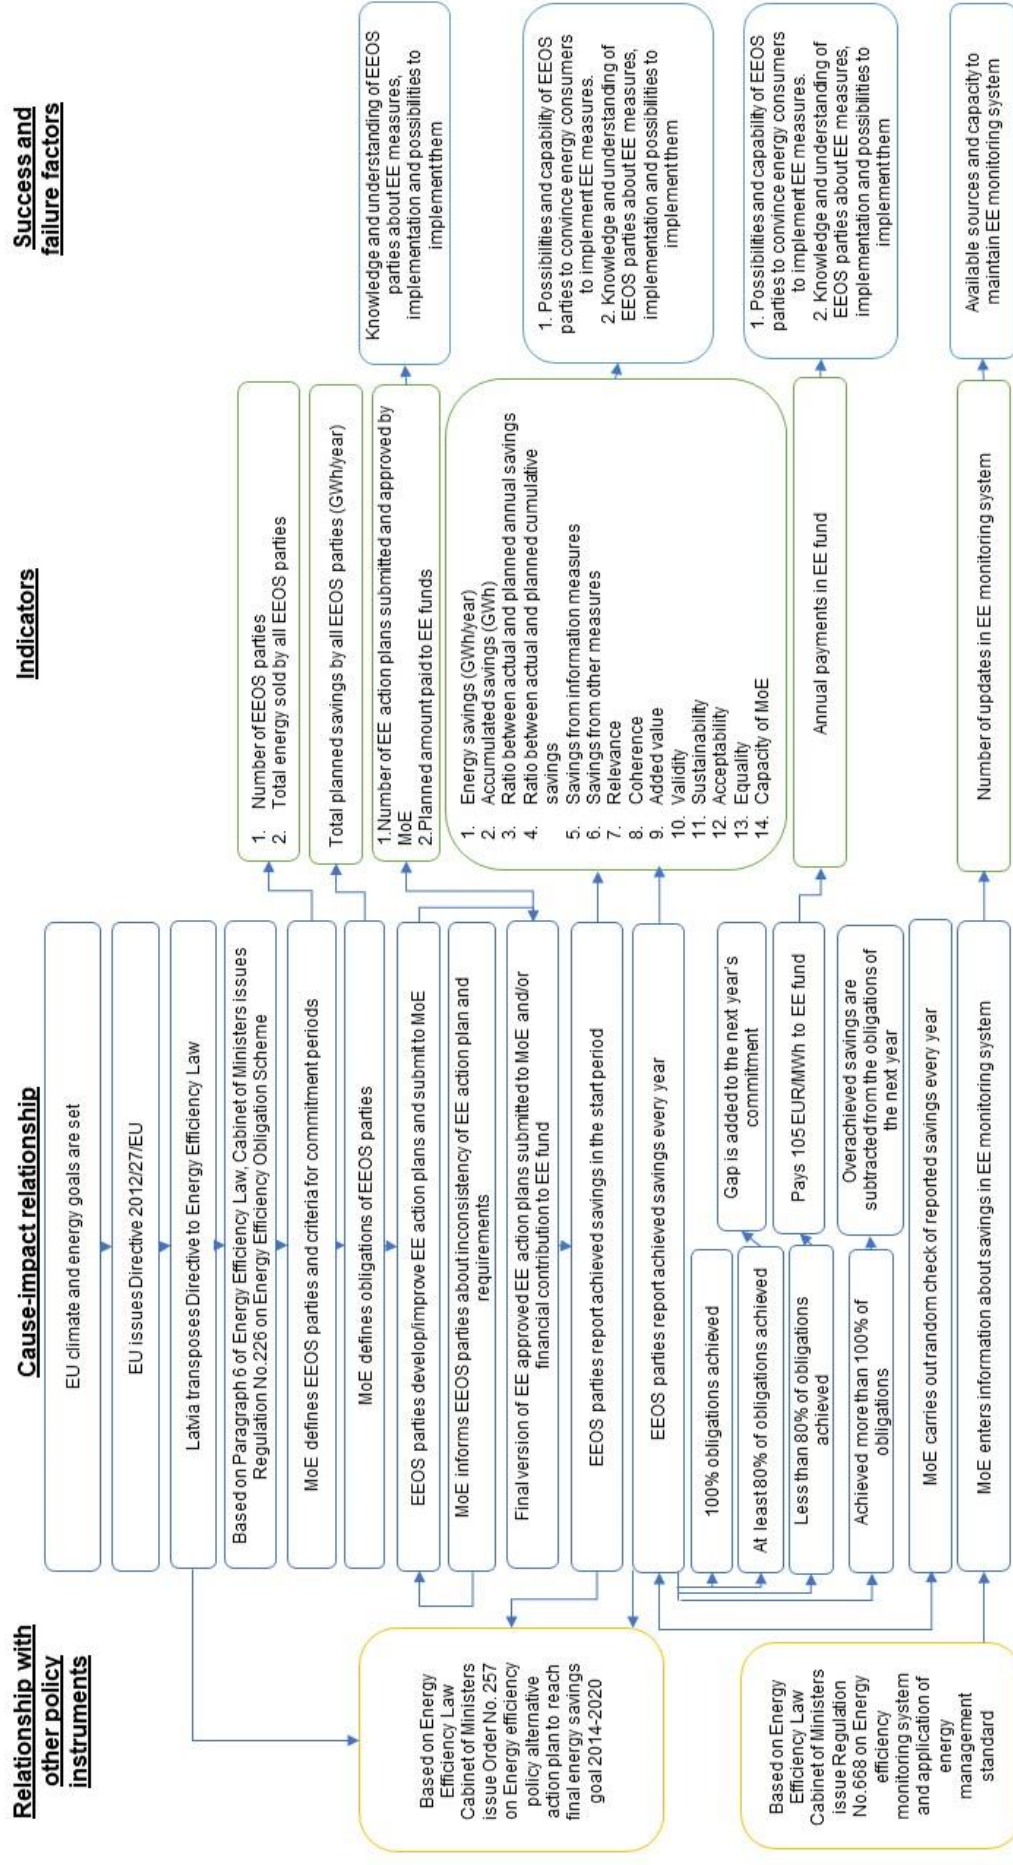 Relationship with
other policy
instruments
Cause-impact relationship
Indicators
Success and
failure factors
Based on Energy
Efficiency Law
Cabinet of Ministers
issue Order No. 257
on Energy efficiency
policy alternative
action plan to reach
final energy savings
goal 2014-2020
Based on Energy
Efficiency Law
Cabinet of Ministers
issue Regulation
No.668 on Energy
efficiency
monitoring system
and application of
energy
management
standard
EU climate and energy goals are set
EU issues Directive 2012/27/EU
Latvia transposes Directive to Energy Efficiency Law
Based on Paragraph 6 of Energy Efficiency Law, Cabinet of Ministers issues
Regulation No.226 on Energy Efficiency Obligation Scheme
MoE defines EEOS parties and criteria for commitment periods
MoE defines obligations of EEOS parties
EEOS parties develop/improve EE action plans and submit to MoE
MoE informs EEOS parties about inconsistency of EE action plan and
requirements
Final version of EE approved EE action plans submitted to MoE and/or
financial contribution to EE fund
EEOS parties report achieved savings in the start period
EEOS parties report achieved savings every year
100% obligations achieved
At least 80% of obligations achieved
Gap is added to the next year's
commitment
Less than 80% of obligations
achieved
Pays 105 EUR/MWh to EE fund
Achieved more than 100% of
obligations
Overachieved savings are
subtracted from the obligations of
the next year
MoE carries out random check of reported savings every year
MoE enters information about savings in EE monitoring system
1. Number of EEOS parties
2. Total energy sold by all EEOS parties
Total planned savings by all EEOS parties (GWh/year)
1.Number of EE action plans submitted and approved by
MoE
2.Planned amount paid to EE funds
1. Energy savings (GWh/year)
2. Accumulated savings (GWh)
3. Ratio between actual and planned annual savings
4. Ratio between actual and planned cumulative
savings
5. Savings from information measures
6. Savings from other measures
7. Relevance
8. Coherence
9. Added value
10. Validity
11. Sustainability
12. Acceptability
13. Equality
14. Capacity of MoE
Annual payments in EE fund
Number of updates in EE monitoring system
Knowledge and understanding of EEOS
parties about EE measures,
implementation and possibilities to
implement them
1. Possibilities and capability of EEOS
parties to convince energy consumers
to implement EE measures.
2. Knowledge and understanding of
EEOS parties about EE measures,
implementation and possibilities to
implement them
1. Possibilities and capability of EEOS
parties to convince energy consumers
to implement EE measures.
2. Knowledge and understanding of
EEOS parties about EE measures,
implementation and possibilities to
implement them
Available sources and capacity to
maintain EE monitoring system